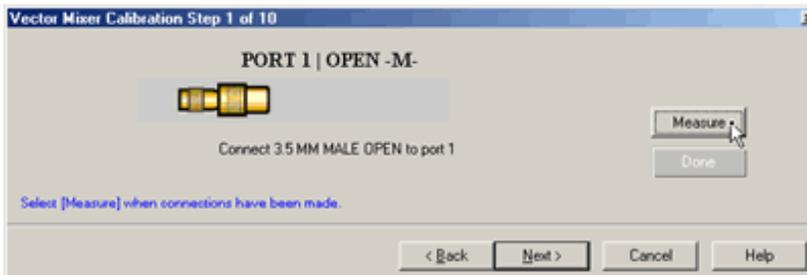 Vector Mixer Calibration Step 1 of 10
PORT 1 | OPEN -M-
Measure
Connect 3.5 MM MALE OPEN to port 1
Done
Select [Measure] when connections have been made.
< Back Next > Cancel Help